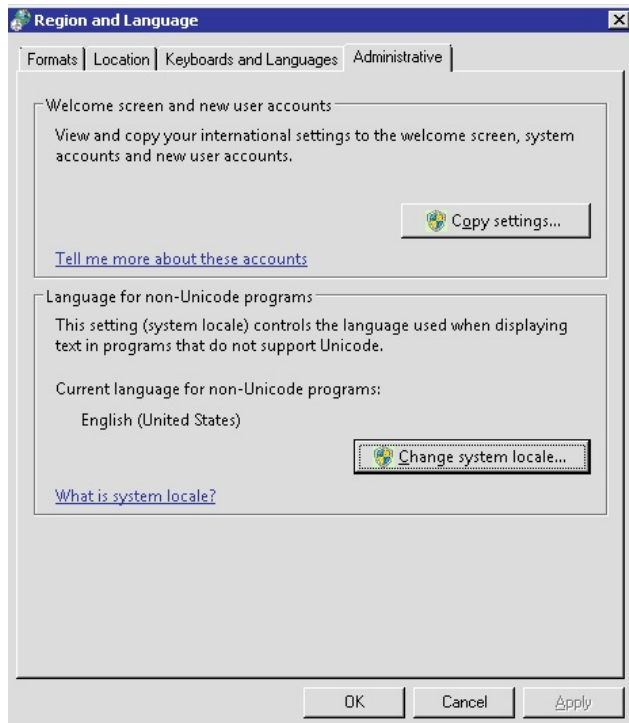 Region and Language
Formats Location Keyboards and Languages Administrative
Welcome screen and new user accounts
View and copy your international settings to the welcome screen, system
accounts and new user accounts.
Copy settings...
Tell me more about these accounts
Language for non-Unicode programs
This setting (system locale) controls the language used when displaying
text in programs that do not support Unicode.
Current language for non-Unicode programs:
English (United States)
Change system locale...
What is system locale?
OK Cancel Apply